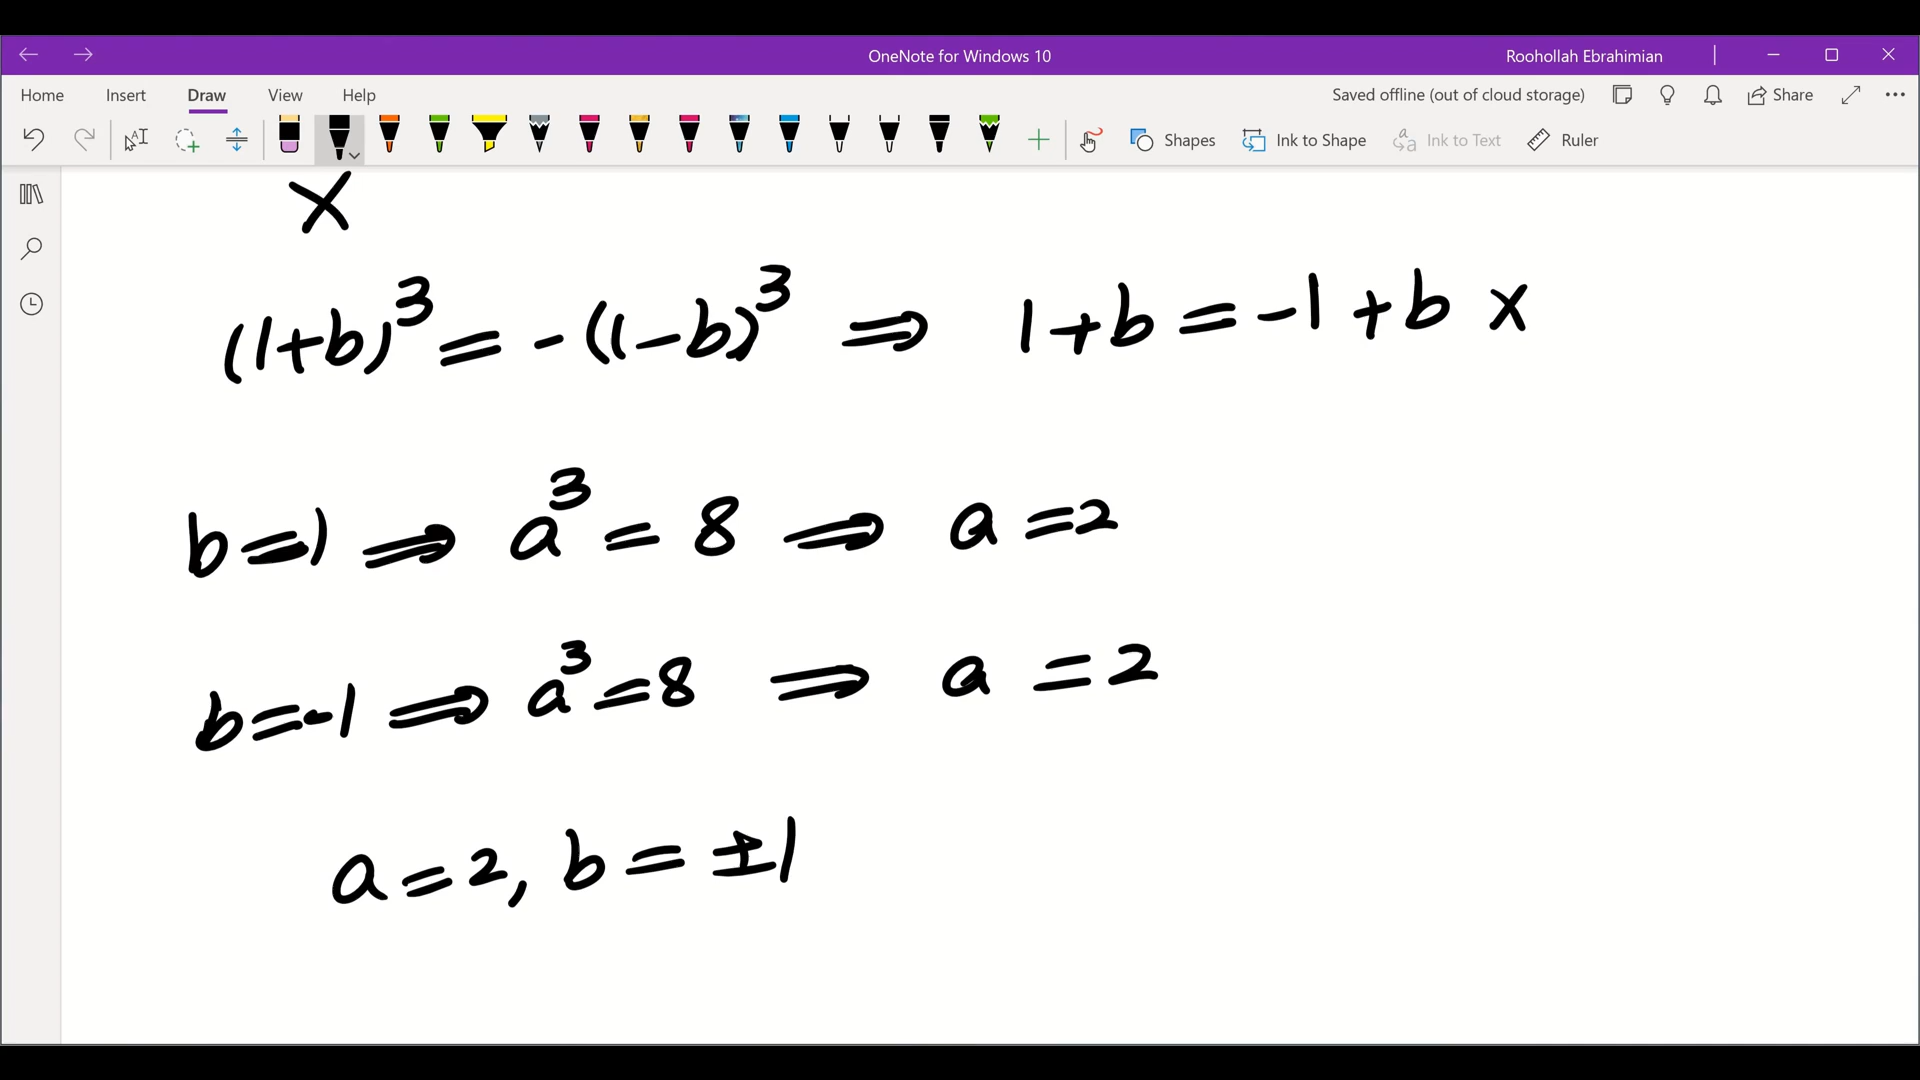 OneNote for Windows 10 Roohollah Ebrahimian
Home Insert Draw View Help Saved offline (out of cloud storage) Share
Shapes Ink to Shape Ink to Text Ruler
x
(1+b)³ = -(1-b)³ ⟹ 1+b = -1+b x
b=1 ⟹ a³ = 8 ⟹ a=2
b=-1 ⟹ a³=8 ⟹ a=2
a=2, b=±1